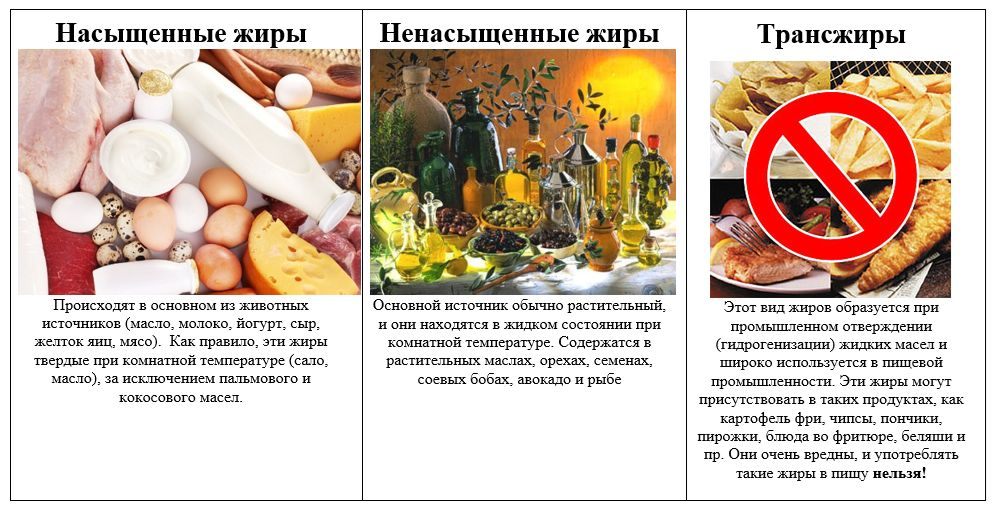 Насыщенные жиры
Происходят в основном из животных
источников (масло, молоко, йогурт, сыр,
желток яиц, мясо).  Как правило, эти жиры
твердые при комнатной температуре (сало,
масло), за исключением пальмового и
кокосового масел.
Ненасыщенные жиры
Основной источник обычно растительный,
и они находятся в жидком состоянии при
комнатной температуре. Содержатся в
растительных маслах, орехах, семенах,
соевых бобах, авокадо и рыбе
Трансжиры
Этот вид жиров образуется при
промышленном отверждении
(гидрогенизации) жидких масел и
широко используется в пищевой
промышленности. Эти жиры могут
присутствовать в таких продуктах, как
картофель фри, чипсы, пончики,
пирожки, блюда во фритюре, беляши и
пр. Они очень вредны, и употреблять
такие жиры в пищу нельзя!